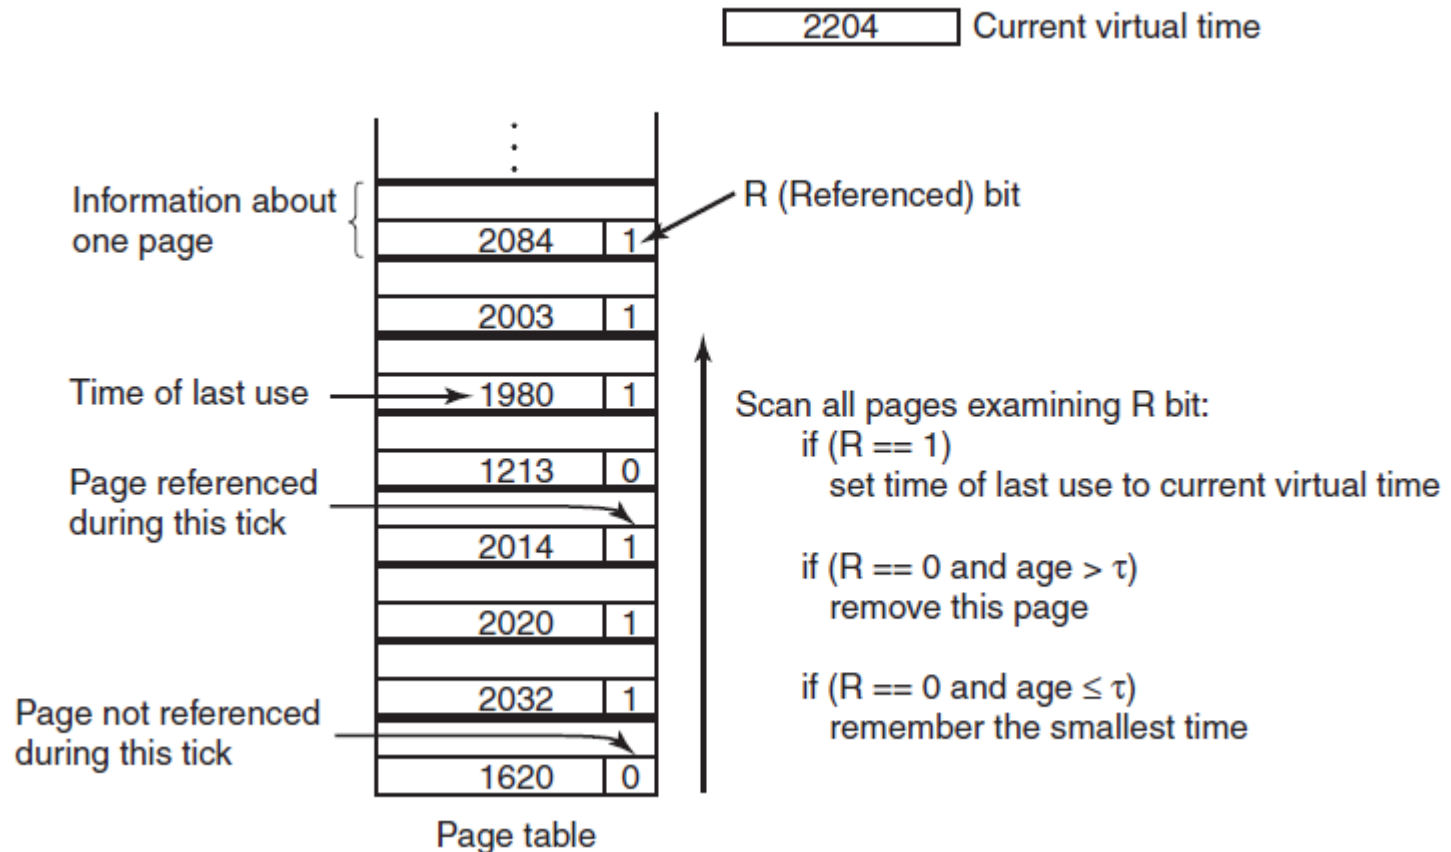 2204 Current virtual time
Information about
one page
R (Referenced) bit
2084 1
2003 1
Time of last use
1980 1
1213 0
Page referenced
during this tick
2014 1
2020 1
2032 1
Page not referenced
during this tick
1620 0
Page table
Scan all pages examining R bit:
if (R == 1)
set time of last use to current virtual time
if (R == 0 and age > τ)
remove this page
if (R == 0 and age ≤ τ)
remember the smallest time